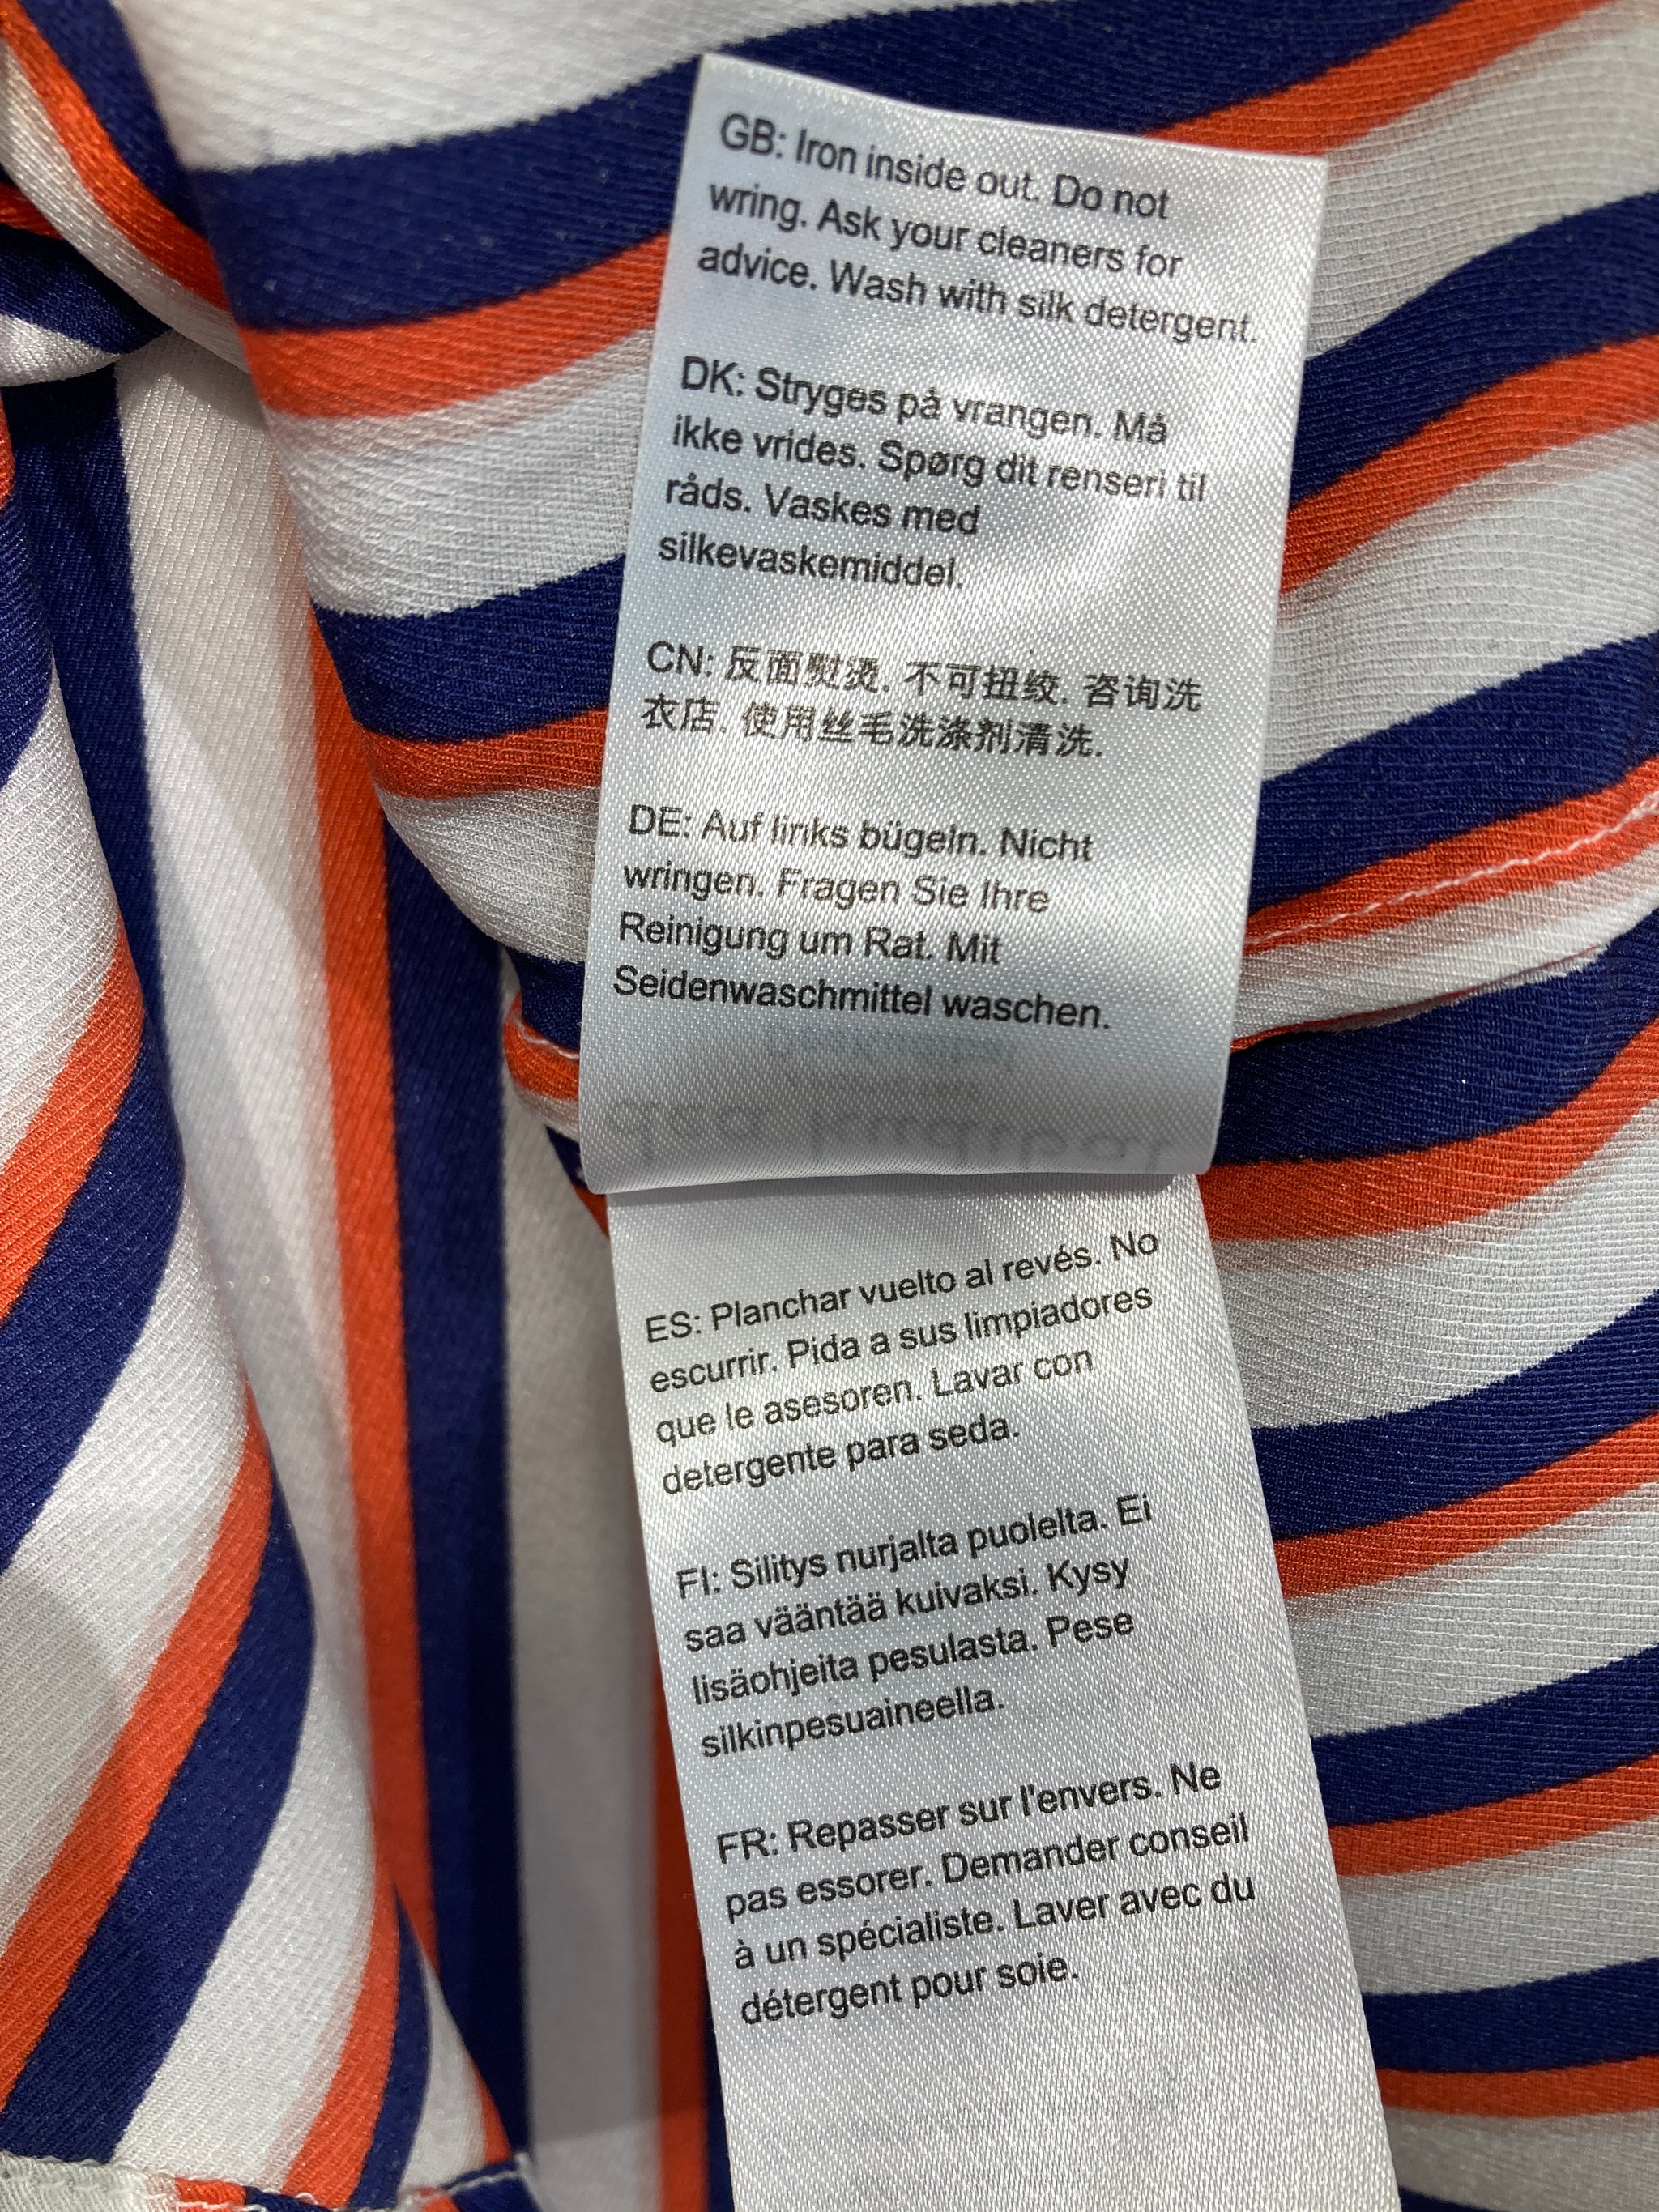 GB: Iron inside out. Do not
wring. Ask your cleaners for
advice. Wash with silk detergent.
DK: Stryges på vrangen. Må
ikke vrides. Spørg dit renseri til
råds. Vaskes med
silkevaskemiddel.
CN: 反面熨烫. 不可扭绞. 咨询洗
衣店. 使用丝毛洗涤剂清洗.
DE: Auf links bügeln. Nicht
wringen. Fragen Sie Ihre
Reinigung um Rat. Mit
Seidenwaschmittel waschen.
ES: Planchar vuelto al revés. No
escurrir. Pida a sus limpiadores
que le asesoren. Lavar con
detergente para seda.
FI: Silitys nurjalta puolelta. Ei
saa vääntää kuivaksi. Kysy
lisäohjeita pesulasta. Pese
silkinpesuaineella.
FR: Repasser sur l'envers. Ne
pas essorer. Demander conseil
à un spécialiste. Laver avec du
détergent pour soie.